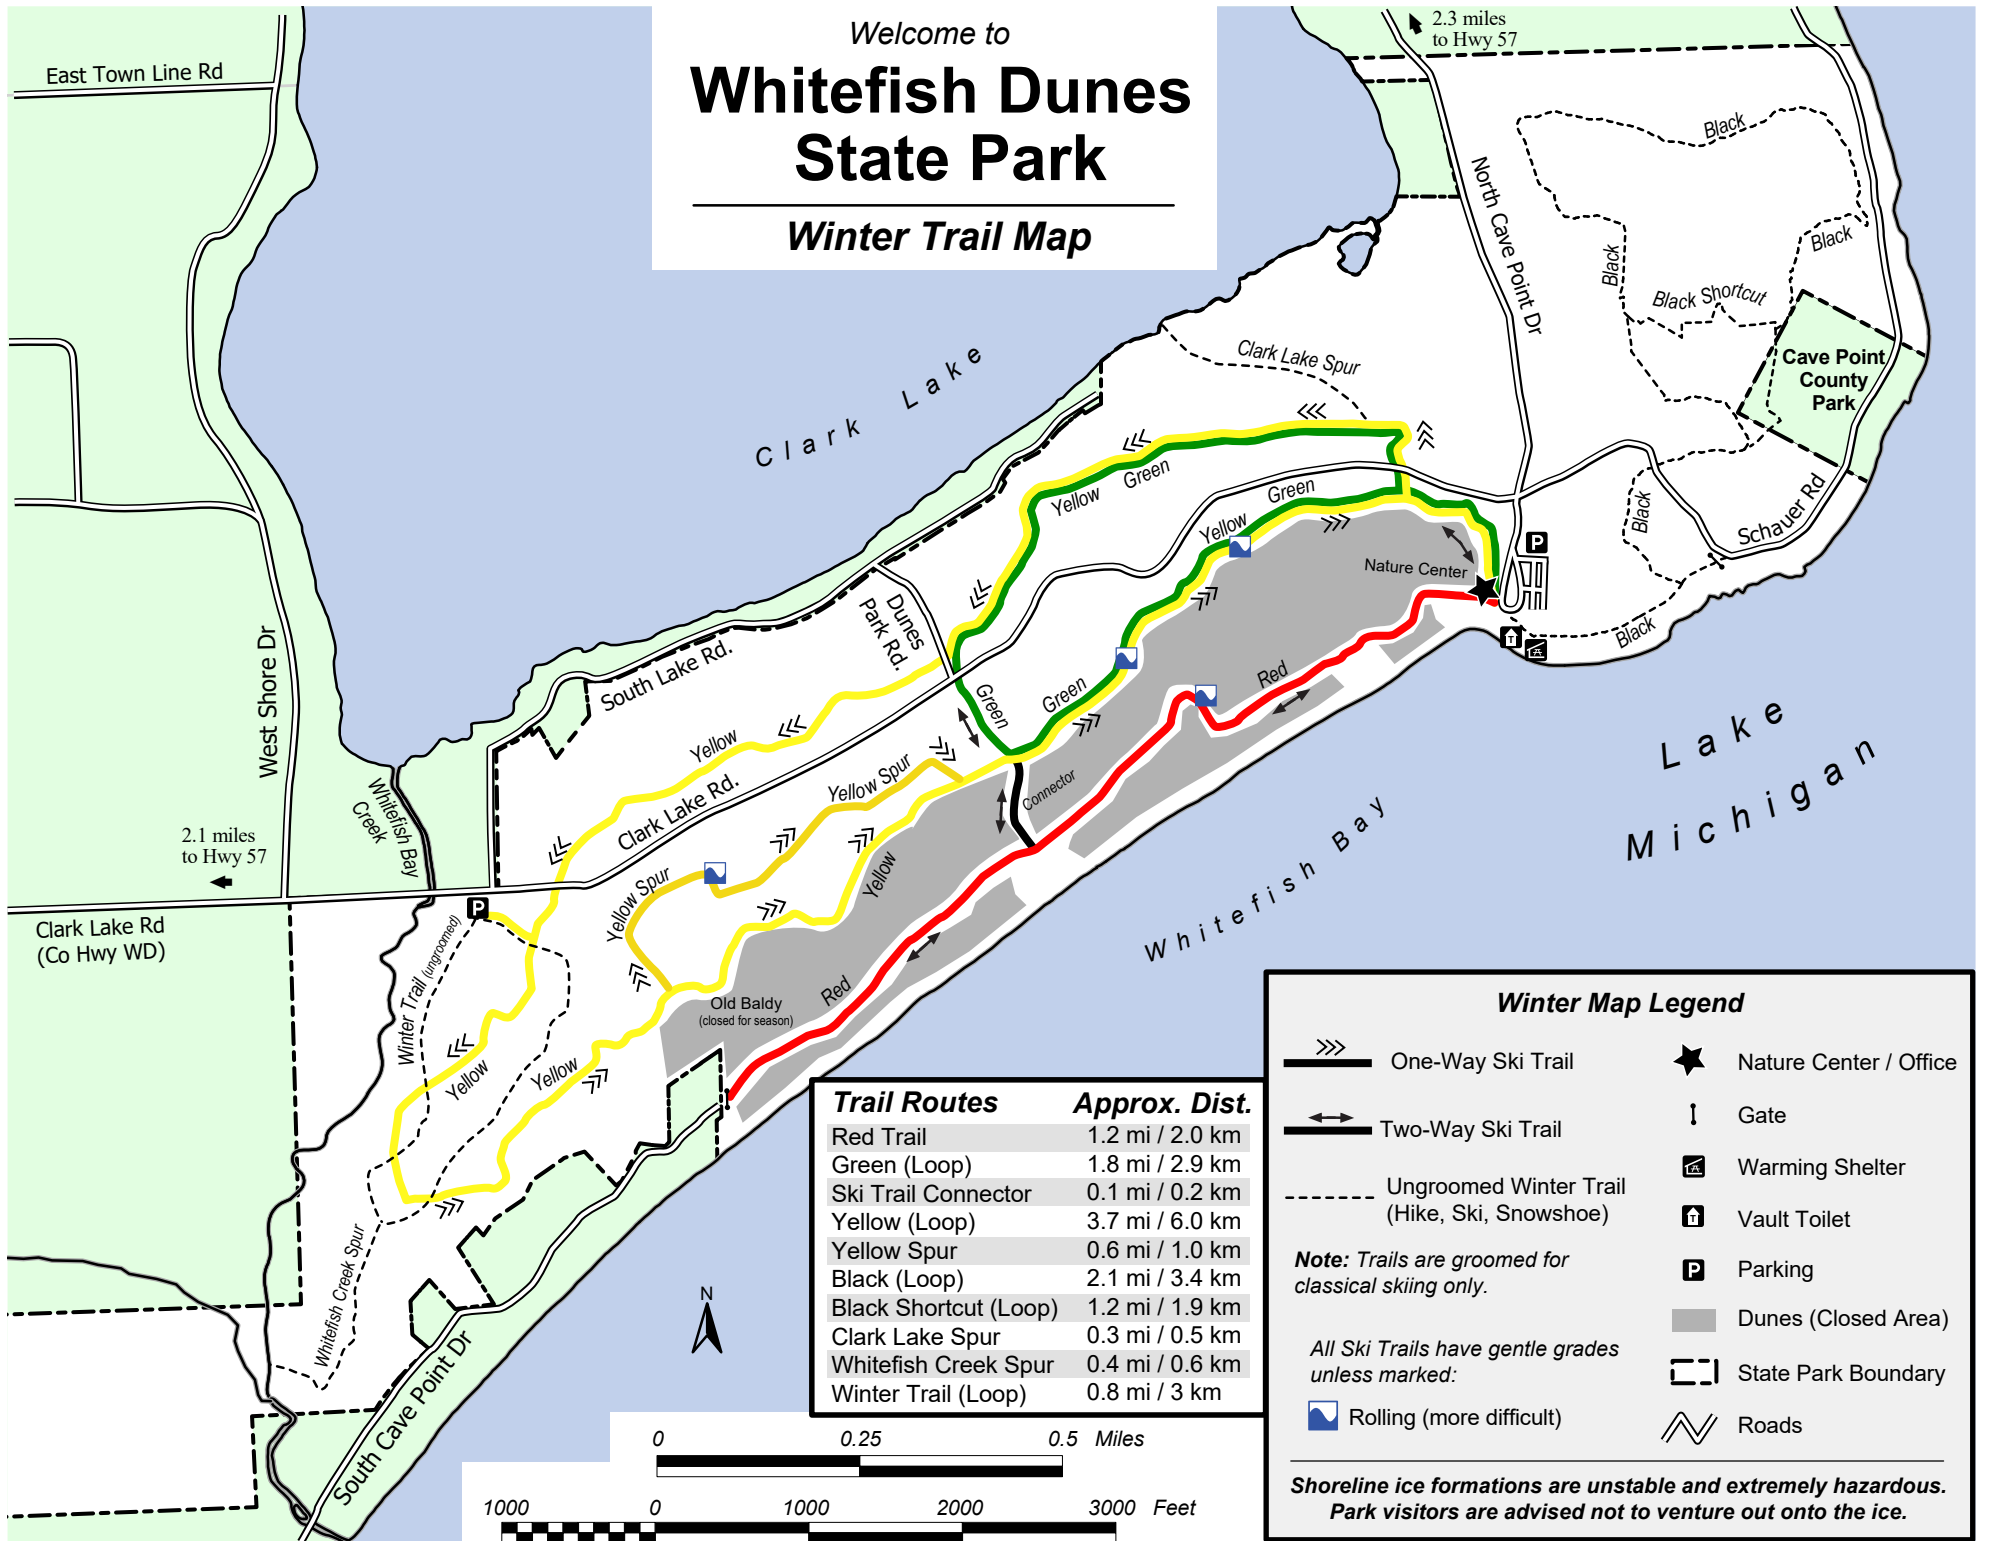 Welcome to
Whitefish Dunes
State Park
Winter Trail Map
2.3 miles
to Hwy 57
East Town Line Rd
Black
North Cave Point Dr
Black
Black
Black Shortcut
Clark Lake Spur
Cave Point
County
Park
Clark Lake
Yellow
Green
Green
Yellow
Black
Schauer Rd
P
Nature Center
Dunes
Park Rd.
T
Black
South Lake Rd.
West Shore Dr
Green
Green
Red
Yellow
Yellow Spur
Connector
Clark Lake Rd.
Whitefish Bay
Creek
2.1 miles
to Hwy 57
Lake
Michigan
Whitefish Bay
Yellow
Yellow Spur
P
Clark Lake Rd
(Co Hwy WD)
Winter Trail (ungroomed)
Old Baldy
(closed for season)
Red
Yellow
Yellow
Whitefish Creek Spur
South Cave Point Dr
N
Trail Routes Approx. Dist.
Red Trail 1.2 mi / 2.0 km
Green (Loop) 1.8 mi / 2.9 km
Ski Trail Connector 0.1 mi / 0.2 km
Yellow (Loop) 3.7 mi / 6.0 km
Yellow Spur 0.6 mi / 1.0 km
Black (Loop) 2.1 mi / 3.4 km
Black Shortcut (Loop) 1.2 mi / 1.9 km
Clark Lake Spur 0.3 mi / 0.5 km
Whitefish Creek Spur 0.4 mi / 0.6 km
Winter Trail (Loop) 0.8 mi / 3 km
0 0.25 0.5 Miles
1000 0 1000 2000 3000 Feet
Winter Map Legend
One-Way Ski Trail
Two-Way Ski Trail
Ungroomed Winter Trail
(Hike, Ski, Snowshoe)
Note: Trails are groomed for
classical skiing only.
All Ski Trails have gentle grades
unless marked:
Rolling (more difficult)
Nature Center / Office
Gate
Warming Shelter
T Vault Toilet
P Parking
Dunes (Closed Area)
State Park Boundary
Roads
Shoreline ice formations are unstable and extremely hazardous.
Park visitors are advised not to venture out onto the ice.